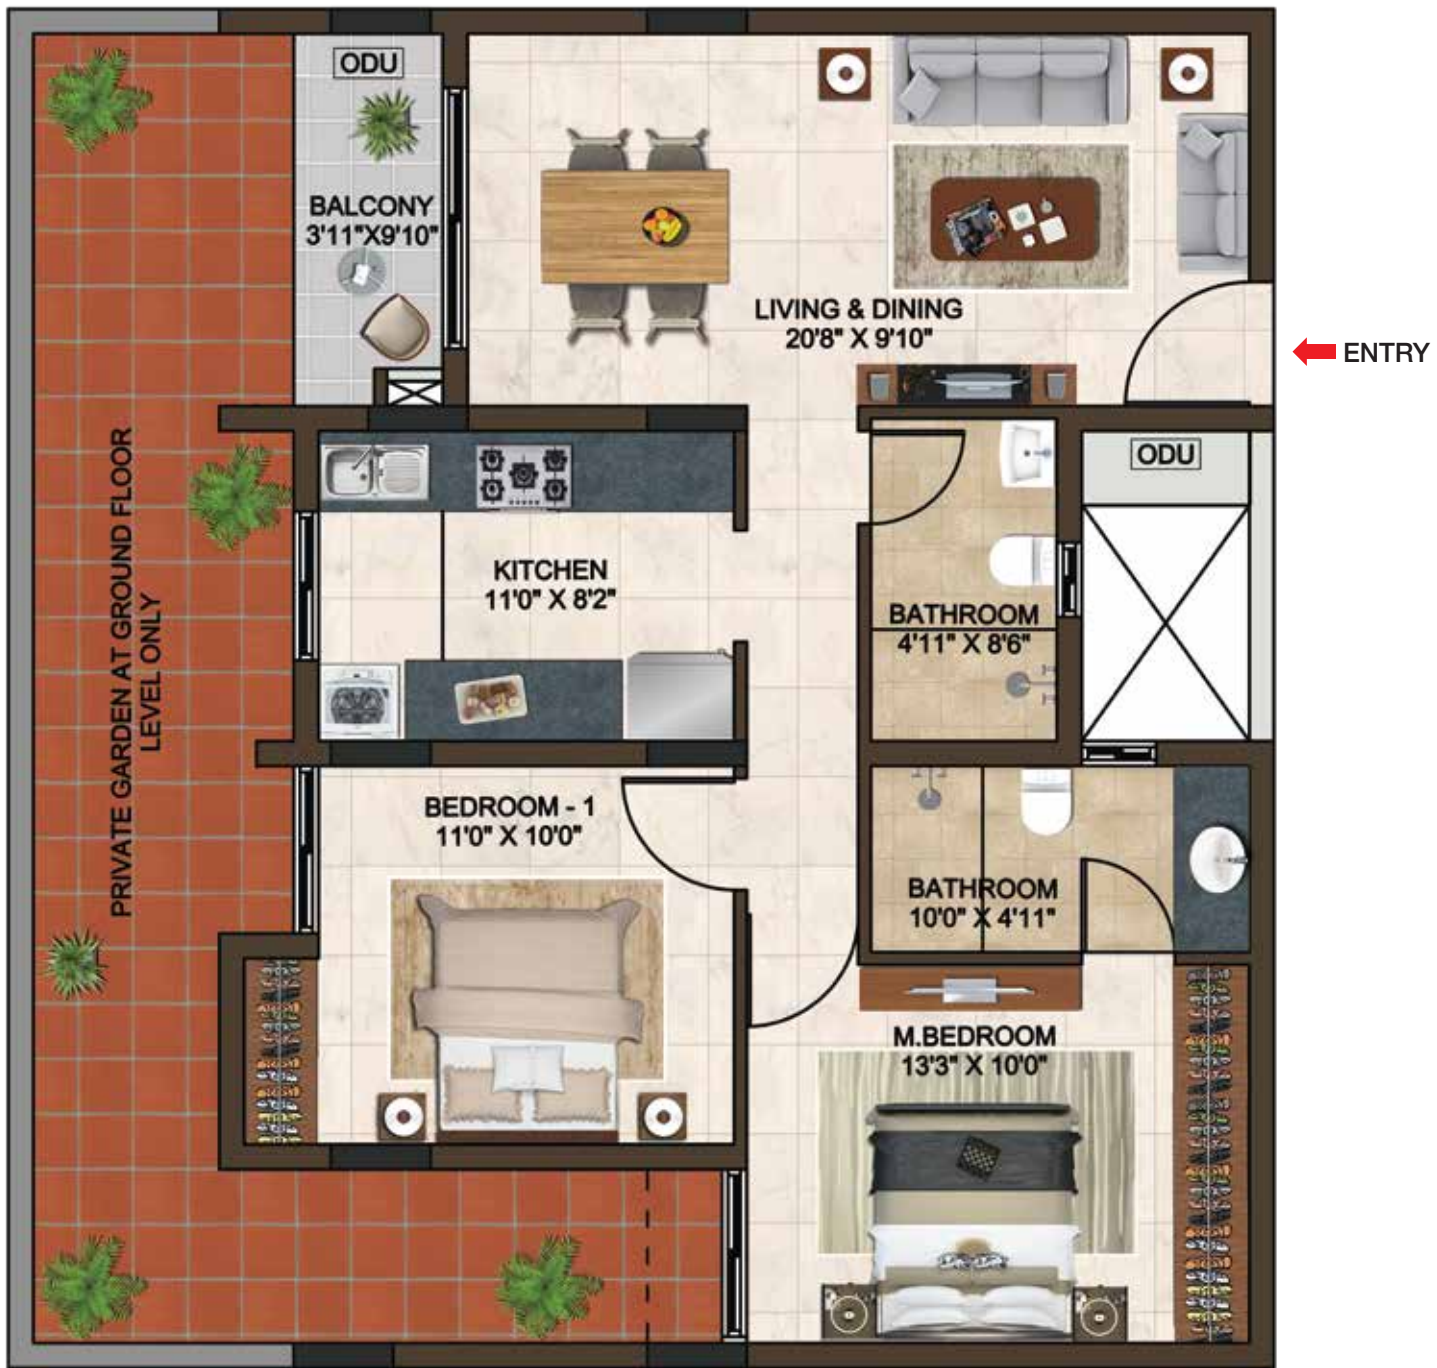 ODU
BALCONY
3'11"X9'10"
LIVING & DINING
20'8" X 9'10"
ENTRY
PRIVATE GARDEN AT GROUND FLOOR
LEVEL ONLY
KITCHEN
11'0" X 8'2"
ODU
BATHROOM
4'11" X 8'6"
BEDROOM - 1
11'0" X 10'0"
BATHROOM
10'0" X 4'11"
M.BEDROOM
13'3" X 10'0"